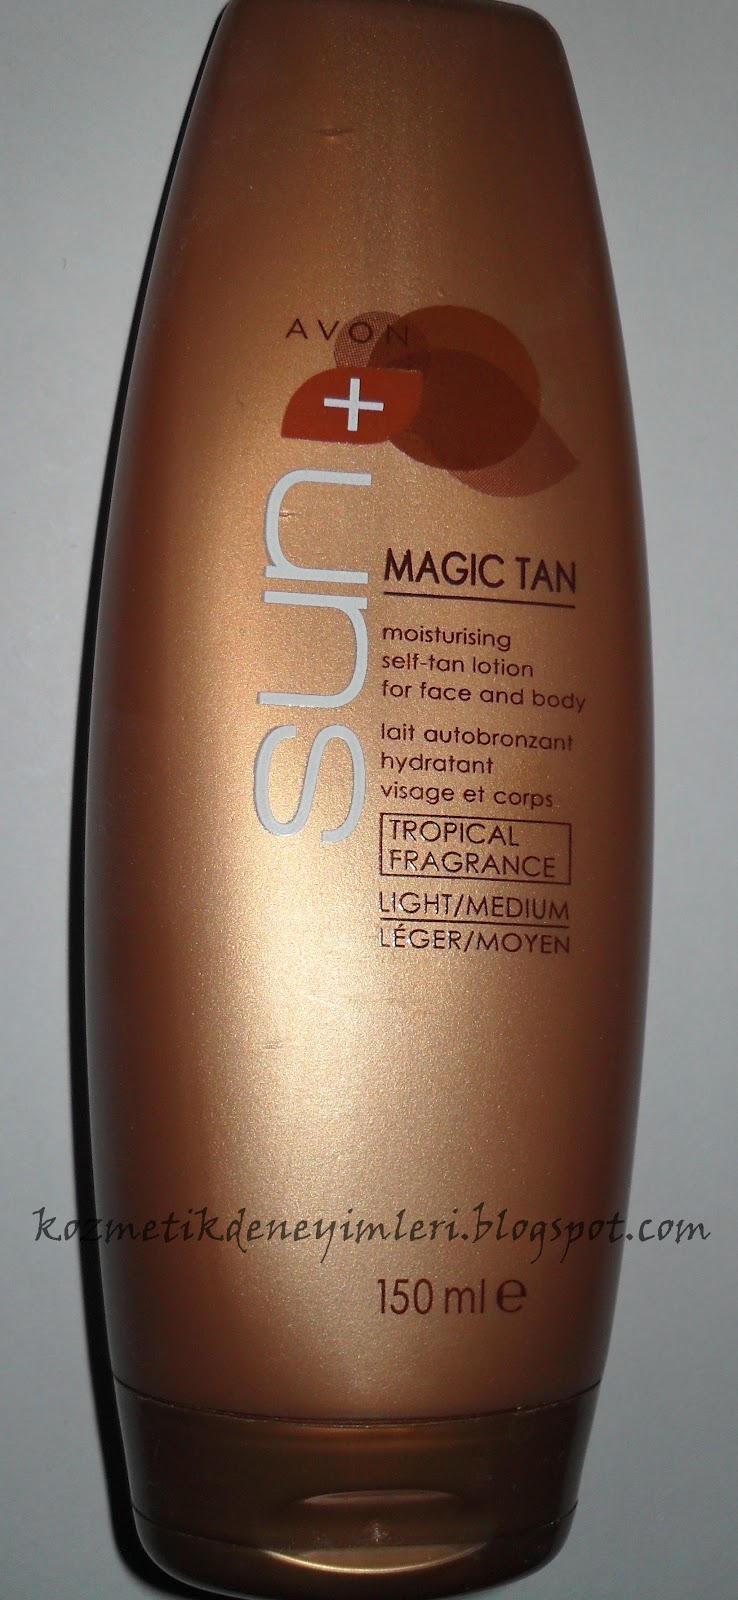 AVON
sun+
MAGIC TAN
moisturising
self-tan lotion
for face and body
lait autobronzant
hydratant
visage et corps
TROPICAL
FRAGRANCE
LIGHT/MEDIUM
LÉGER/MOYEN
kozmetikdeneyimleri.blogspot.com
150 ml e